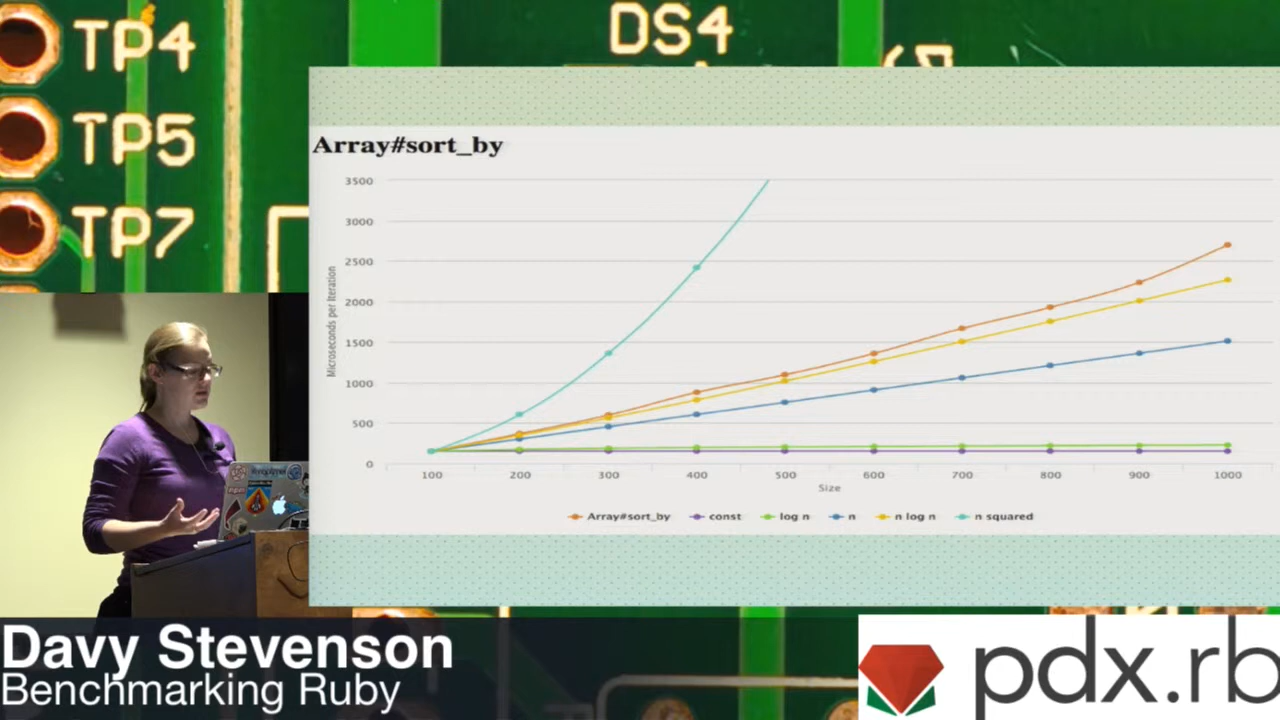 TP4
DS4
TP5
TP7
Array#sort_by
3500
3000
2500
2000
1500
1000
500
0
Microseconds per Iteration
100 200 300 400 500 600 700 800 900 1000
Size
Array#sort_by const log n n n log n n squared
Davy Stevenson
Benchmarking Ruby
pdx.rb